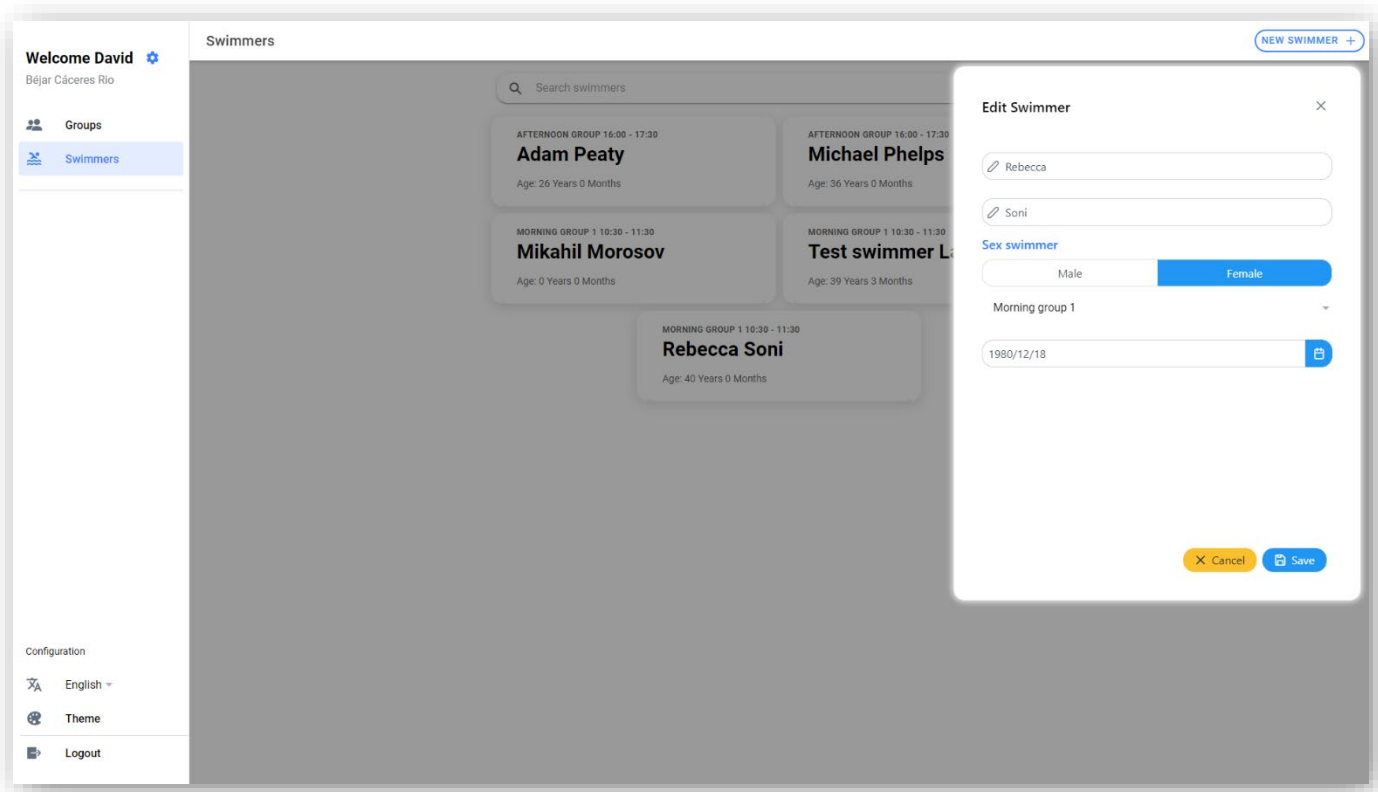 Welcome David
Béjar Cáceres Rio
Groups
Swimmers
Configuration
English
Theme
Logout
Swimmers
NEW SWIMMER +
Search swimmers
AFTERNOON GROUP 16:00 - 17:30
Adam Peaty
Age: 26 Years 0 Months
AFTERNOON GROUP 16:00 - 17:30
Michael Phelps
Age: 36 Years 0 Months
MORNING GROUP 1 10:30 - 11:30
Mikahil Morosov
Age: 0 Years 0 Months
MORNING GROUP 1 10:30 - 11:30
Test swimmer
Age: 39 Years 3 Months
MORNING GROUP 1 10:30 - 11:30
Rebecca Soni
Age: 40 Years 0 Months
Edit Swimmer
Rebecca
Soni
Sex swimmer
Male Female
Morning group 1
1980/12/18
Cancel Save